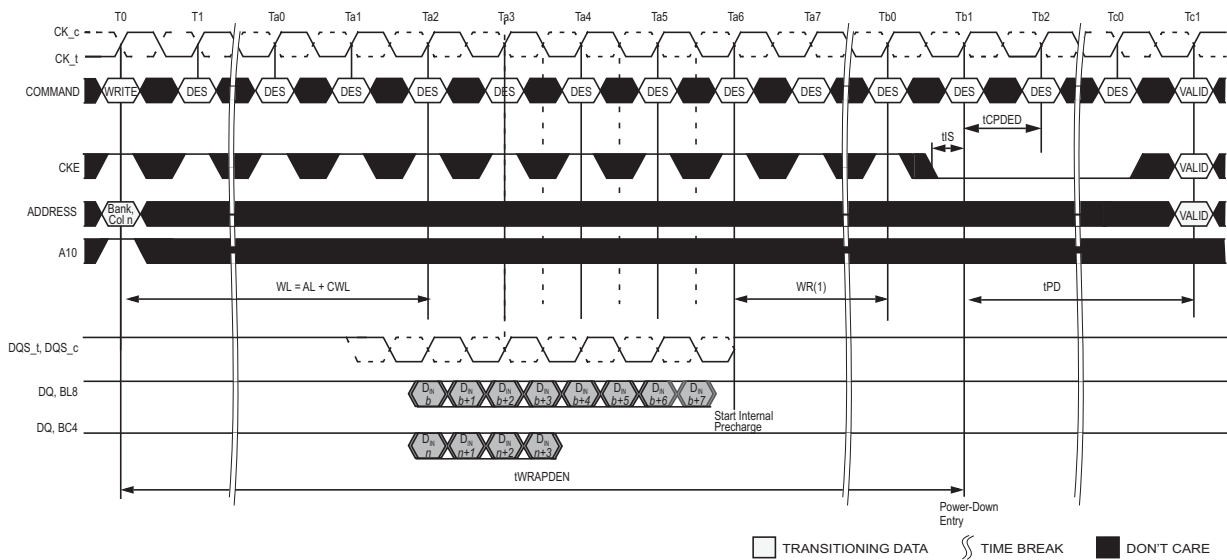 T0 T1 Ta0 Ta1 Ta2 Ta3 Ta4 Ta5 Ta6 Ta7 Tb0 Tb1 Tb2 Tc0 Tc1
CK_c
CK_t
COMMAND WRITE DES DES DES DES DES DES DES DES DES DES DES DES DES VALID
tCPDED
tIS
CKE VALID
ADDRESS Bank, Col n VALID
A10
WL = AL + CWL WR(1) tPD
DQS_t, DQS_c
DQ, BL8 DIN b DIN b+1 DIN b+2 DIN b+3 DIN b+4 DIN b+5 DIN b+6 DIN b+7
Start Internal
Precharge
DQ, BC4 DIN n DIN n+1 DIN n+2 DIN n+3
tWRAPDEN
Power-Down
Entry
TRANSITIONING DATA TIME BREAK DON'T CARE